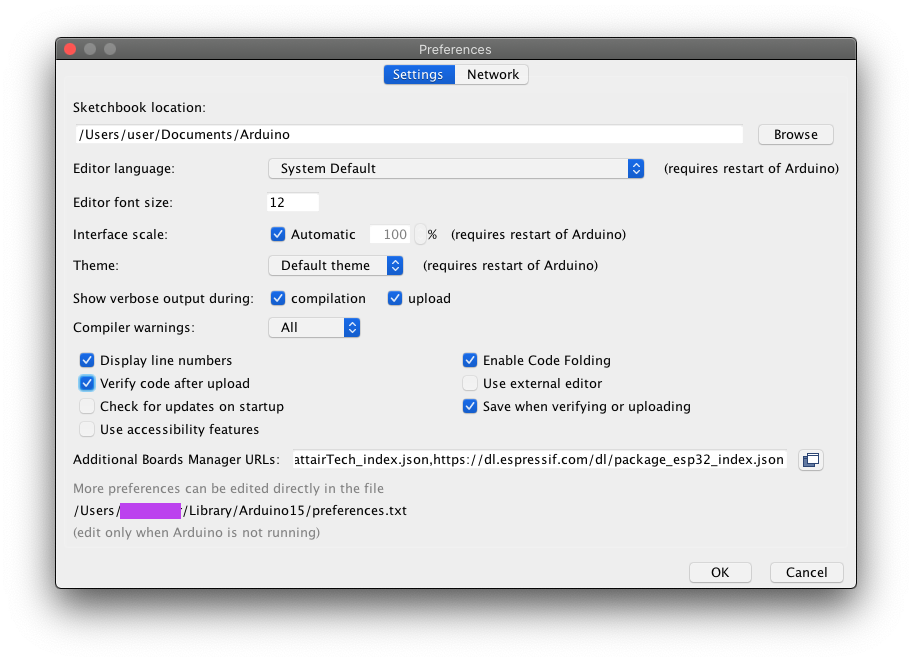 Preferences
Settings Network
Sketchbook location:
/Users/user/Documents/Arduino Browse
Editor language: System Default (requires restart of Arduino)
Editor font size: 12
Interface scale: Automatic 100 % (requires restart of Arduino)
Theme: Default theme (requires restart of Arduino)
Show verbose output during: compilation upload
Compiler warnings: All
Display line numbers Enable Code Folding
Verify code after upload Use external editor
Check for updates on startup Save when verifying or uploading
Use accessibility features
Additional Boards Manager URLs: attairTech_index.json,https://dl.espressif.com/dl/package_esp32_index.json
More preferences can be edited directly in the file
/Users/ /Library/Arduino15/preferences.txt
(edit only when Arduino is not running)
OK Cancel